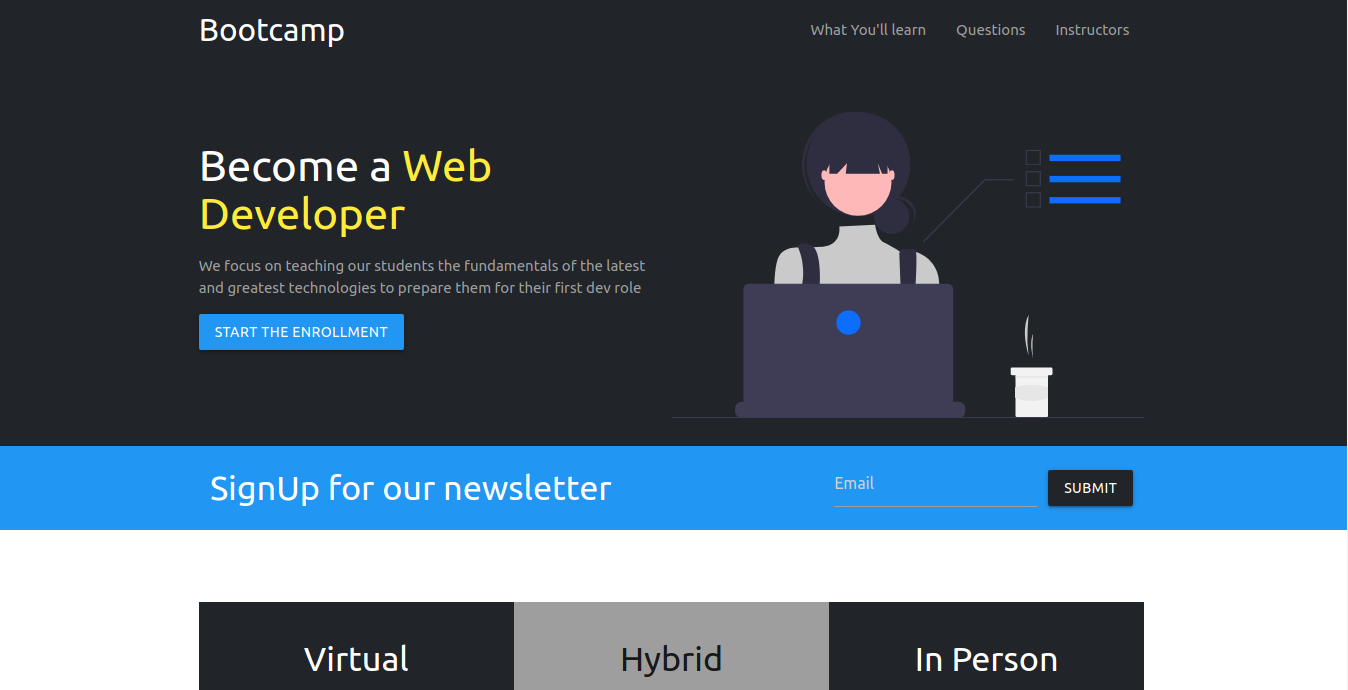 Bootcamp
What You'll learn Questions Instructors
Become a Web
Developer
We focus on teaching our students the fundamentals of the latest
and greatest technologies to prepare them for their first dev role
START THE ENROLLMENT
SignUp for our newsletter
Email
SUBMIT
Virtual
Hybrid
In Person